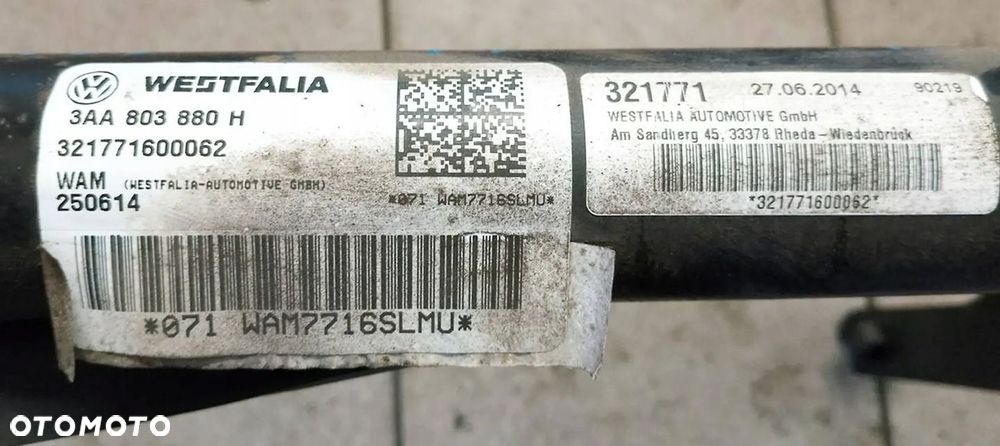 WESTFALIA
3AA 803 880 H
321771600062
WAM (WESTFALIA-AUTOMOTIVE GMBH)
250614
*071 WAM7716SLMU*
*071 WAM7716SLMU*
321771 27.06.2014 90219
WESTFALIA AUTOMOTIVE GmbH
Am Sandberg 45, 33378 Rheda-Wiedenbrück
*321771600062*
OTOMOTO